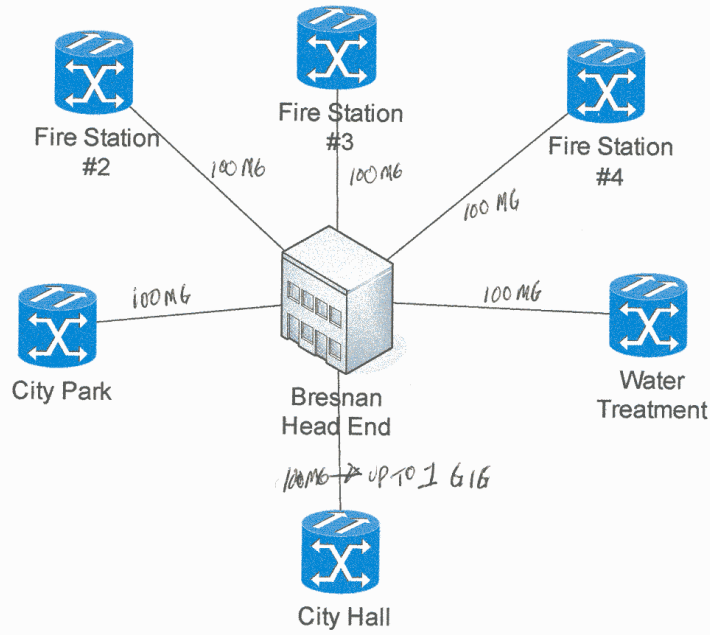 Fire Station
#2
Fire Station
#3
Fire Station
#4
100 MG
100 MG
100 MG
100 MG
100 MG
City Park
Bresnan
Head End
Water
Treatment
100MG → UP TO 1 GIG
City Hall